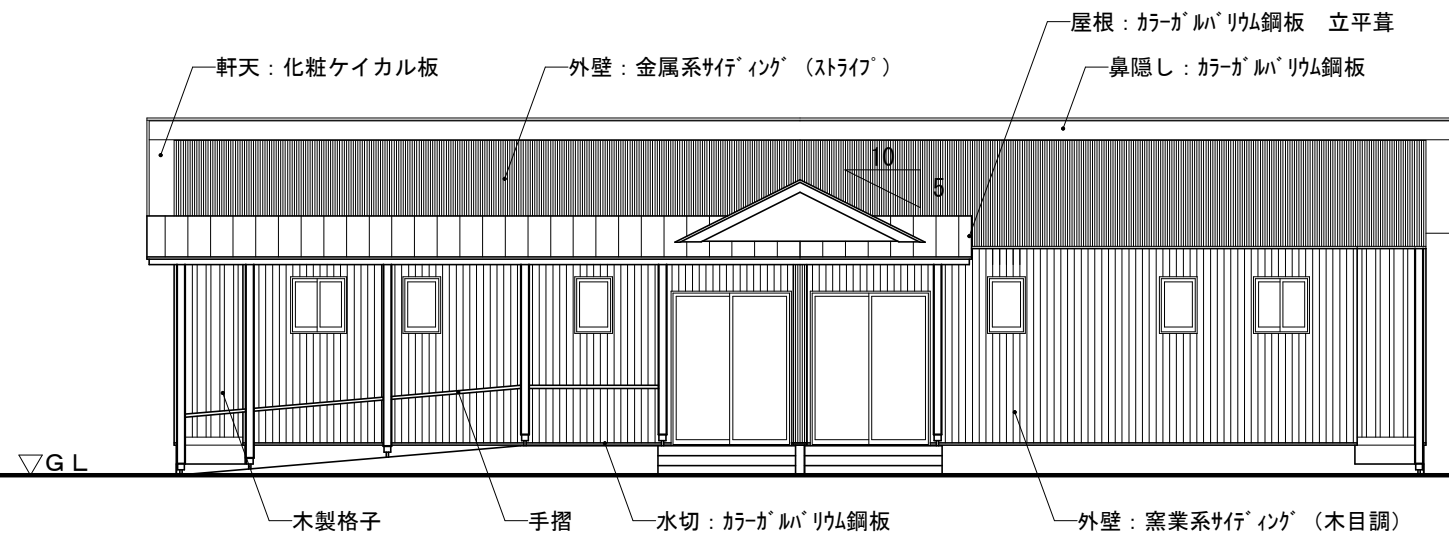 屋根：ｶﾗｰｶﾞﾙﾊﾞﾘｳﾑ鋼板　立平葺
軒天：化粧ケイカル板
外壁：金属系ｻｲﾃﾞｨﾝｸﾞ（ｽﾄﾗｲﾌﾟ）
鼻隠し：ｶﾗｰｶﾞﾙﾊﾞﾘｳﾑ鋼板
10
5
▽ＧＬ
木製格子
手摺
水切：ｶﾗｰｶﾞﾙﾊﾞﾘｳﾑ鋼板
外壁：窯業系ｻｲﾃﾞｨﾝｸﾞ（木目調）